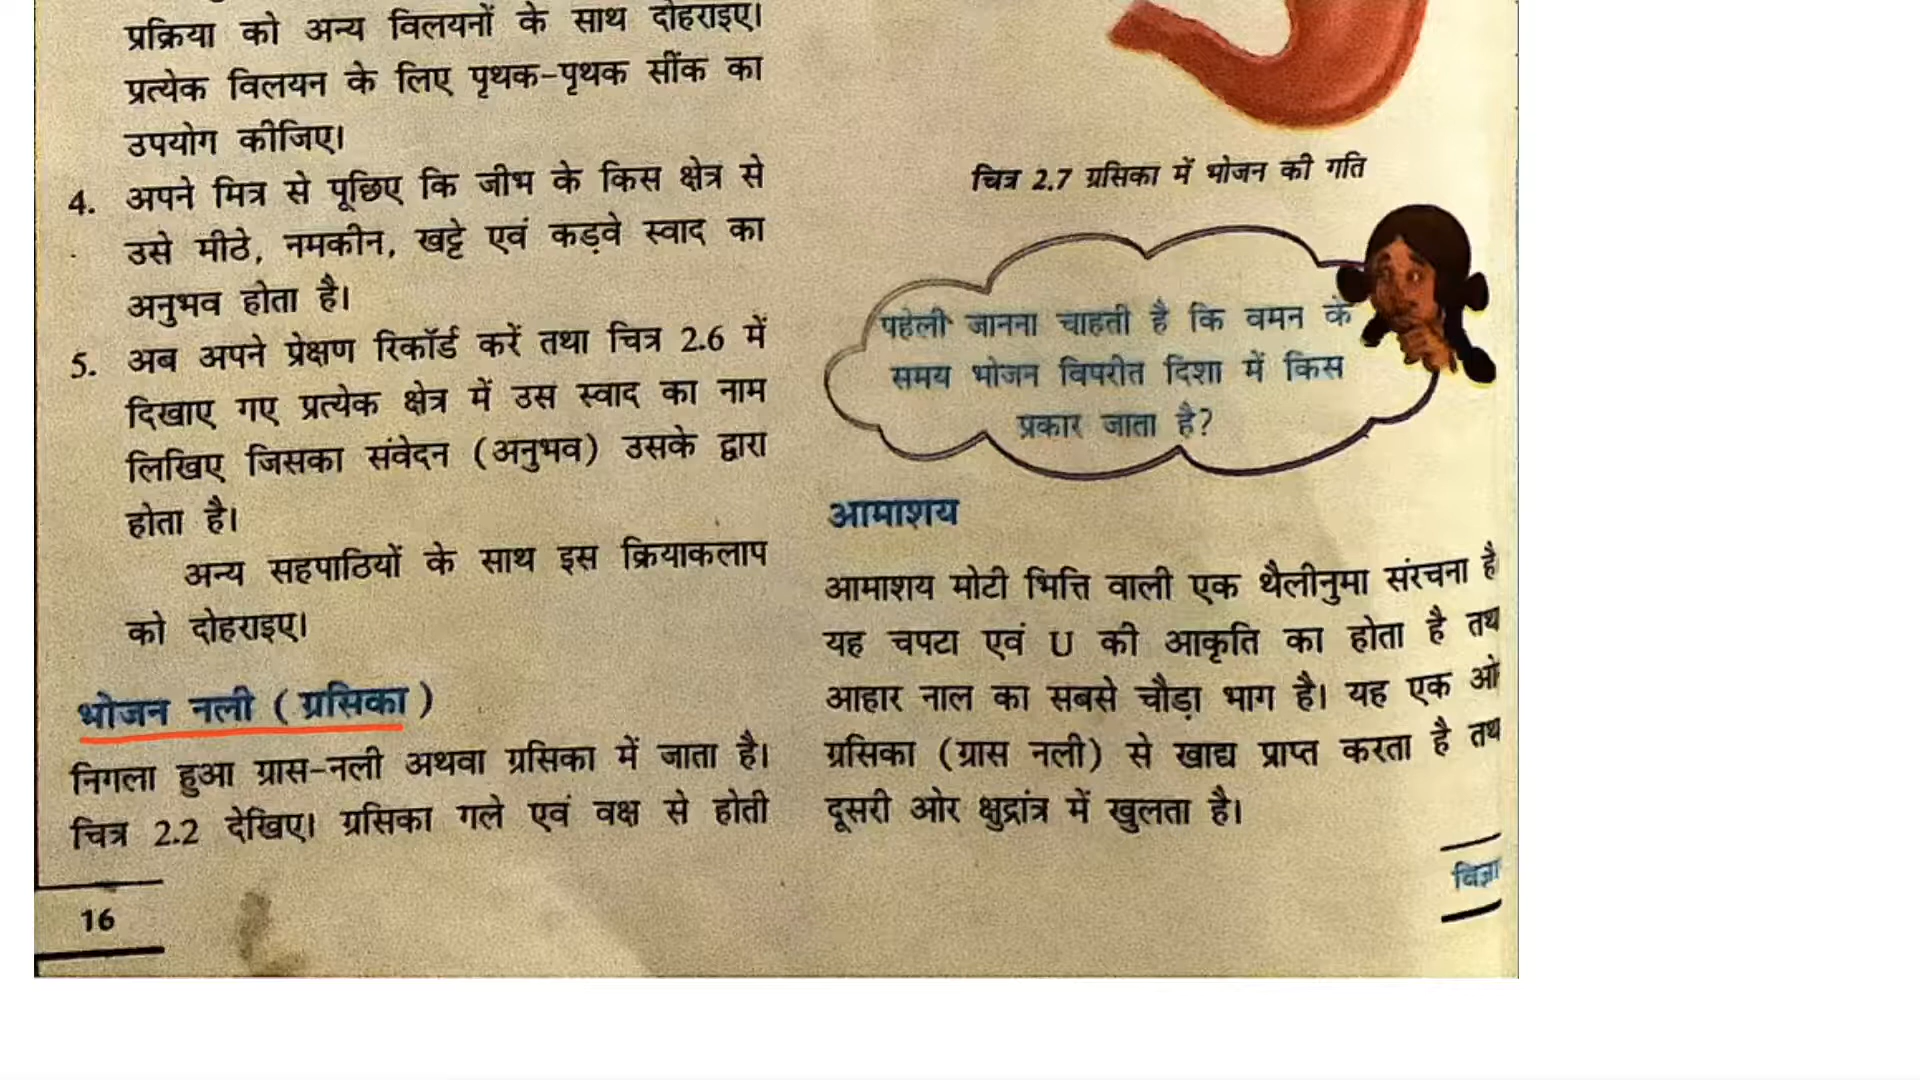 प्रक्रिया को अन्य विलयनों के साथ दोहराइए।
प्रत्येक विलयन के लिए पृथक-पृथक सींक का
उपयोग कीजिए।
4. अपने मित्र से पूछिए कि जीभ के किस क्षेत्र से
उसे मीठे, नमकीन, खट्टे एवं कड़वे स्वाद का
अनुभव होता है।
5. अब अपने प्रेक्षण रिकॉर्ड करें तथा चित्र 2.6 में
दिखाए गए प्रत्येक क्षेत्र में उस स्वाद का नाम
लिखिए जिसका संवेदन (अनुभव) उसके द्वारा
होता है।
अन्य सहपाठियों के साथ इस क्रियाकलाप
को दोहराइए।
भोजन नली (ग्रसिका)
निगला हुआ ग्रास-नली अथवा ग्रसिका में जाता है।
चित्र 2.2 देखिए। ग्रसिका गले एवं वक्ष से होती
16
चित्र 2.7 ग्रसिका में भोजन की गति
पहेली जानना चाहती है कि वमन के
समय भोजन विपरीत दिशा में किस
प्रकार जाता है?
आमाशय
आमाशय मोटी भित्ति वाली एक थैलीनुमा संरचना है
यह चपटा एवं U की आकृति का होता है
आहार नाल का सबसे चौड़ा भाग है। यह एक
ग्रसिका (ग्रास नली) से खाद्य प्राप्त करता है
दूसरी ओर क्षुद्रांत्र में खुलता है।